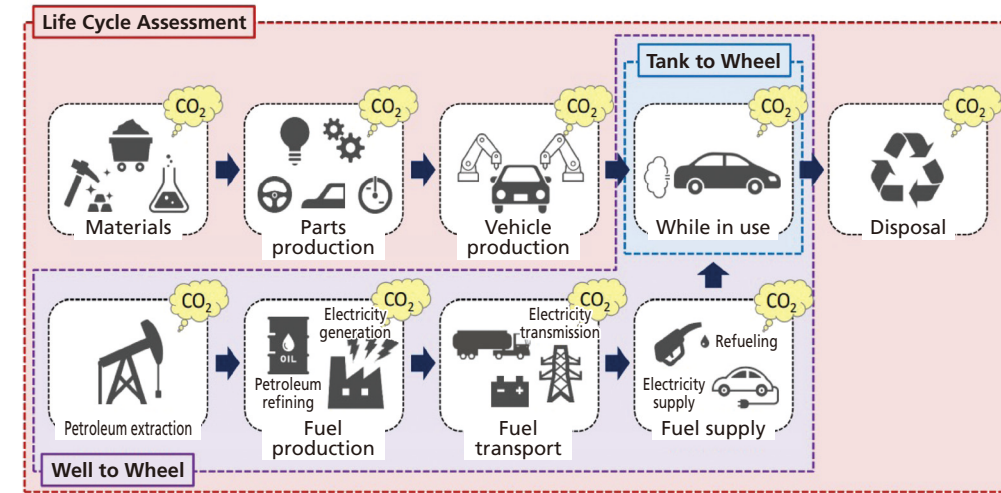 Life Cycle Assessment
Tank to Wheel
CO2
Materials
CO2
Parts
production
CO2
Vehicle
production
CO2
While in use
CO2
Disposal
CO2
Petroleum extraction
CO2
Electricity
generation
OIL
Petroleum
refining
Fuel
production
CO2
Electricity
transmission
Fuel
transport
CO2
Refueling
Electricity
supply
Fuel supply
Well to Wheel